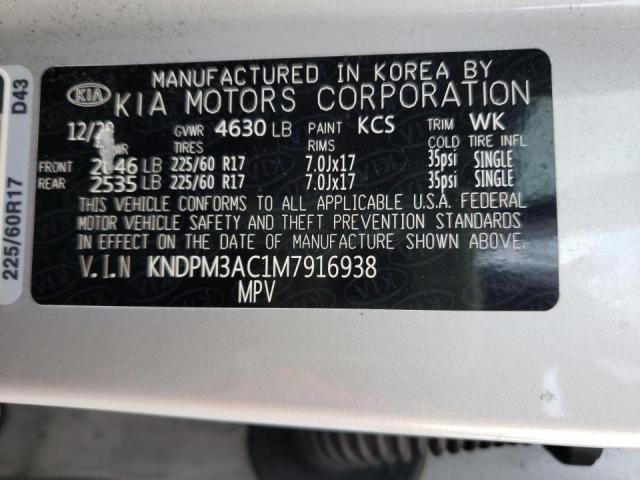 D43
225/60R17
MANUFACTURED IN KOREA BY
KIA KIA MOTORS CORPORATION
GVWR 4630 LB PAINT KCS TRIM WK
TIRES RIMS COLD TIRE INFL
FRONT LB 225/60 R17 7.0Jx17 35psi SINGLE
REAR 2535 LB 225/60 R17 7.0Jx17 35psi SINGLE
THIS VEHICLE CONFORMS TO ALL APPLICABLE U.S.A. FEDERAL
MOTOR VEHICLE SAFETY AND THEFT PREVENTION STANDARDS
IN EFFECT ON THE DATE OF MANUFACTURE SHOWN ABOVE.
V.I.N KNDPM3AC1M7916938
MPV